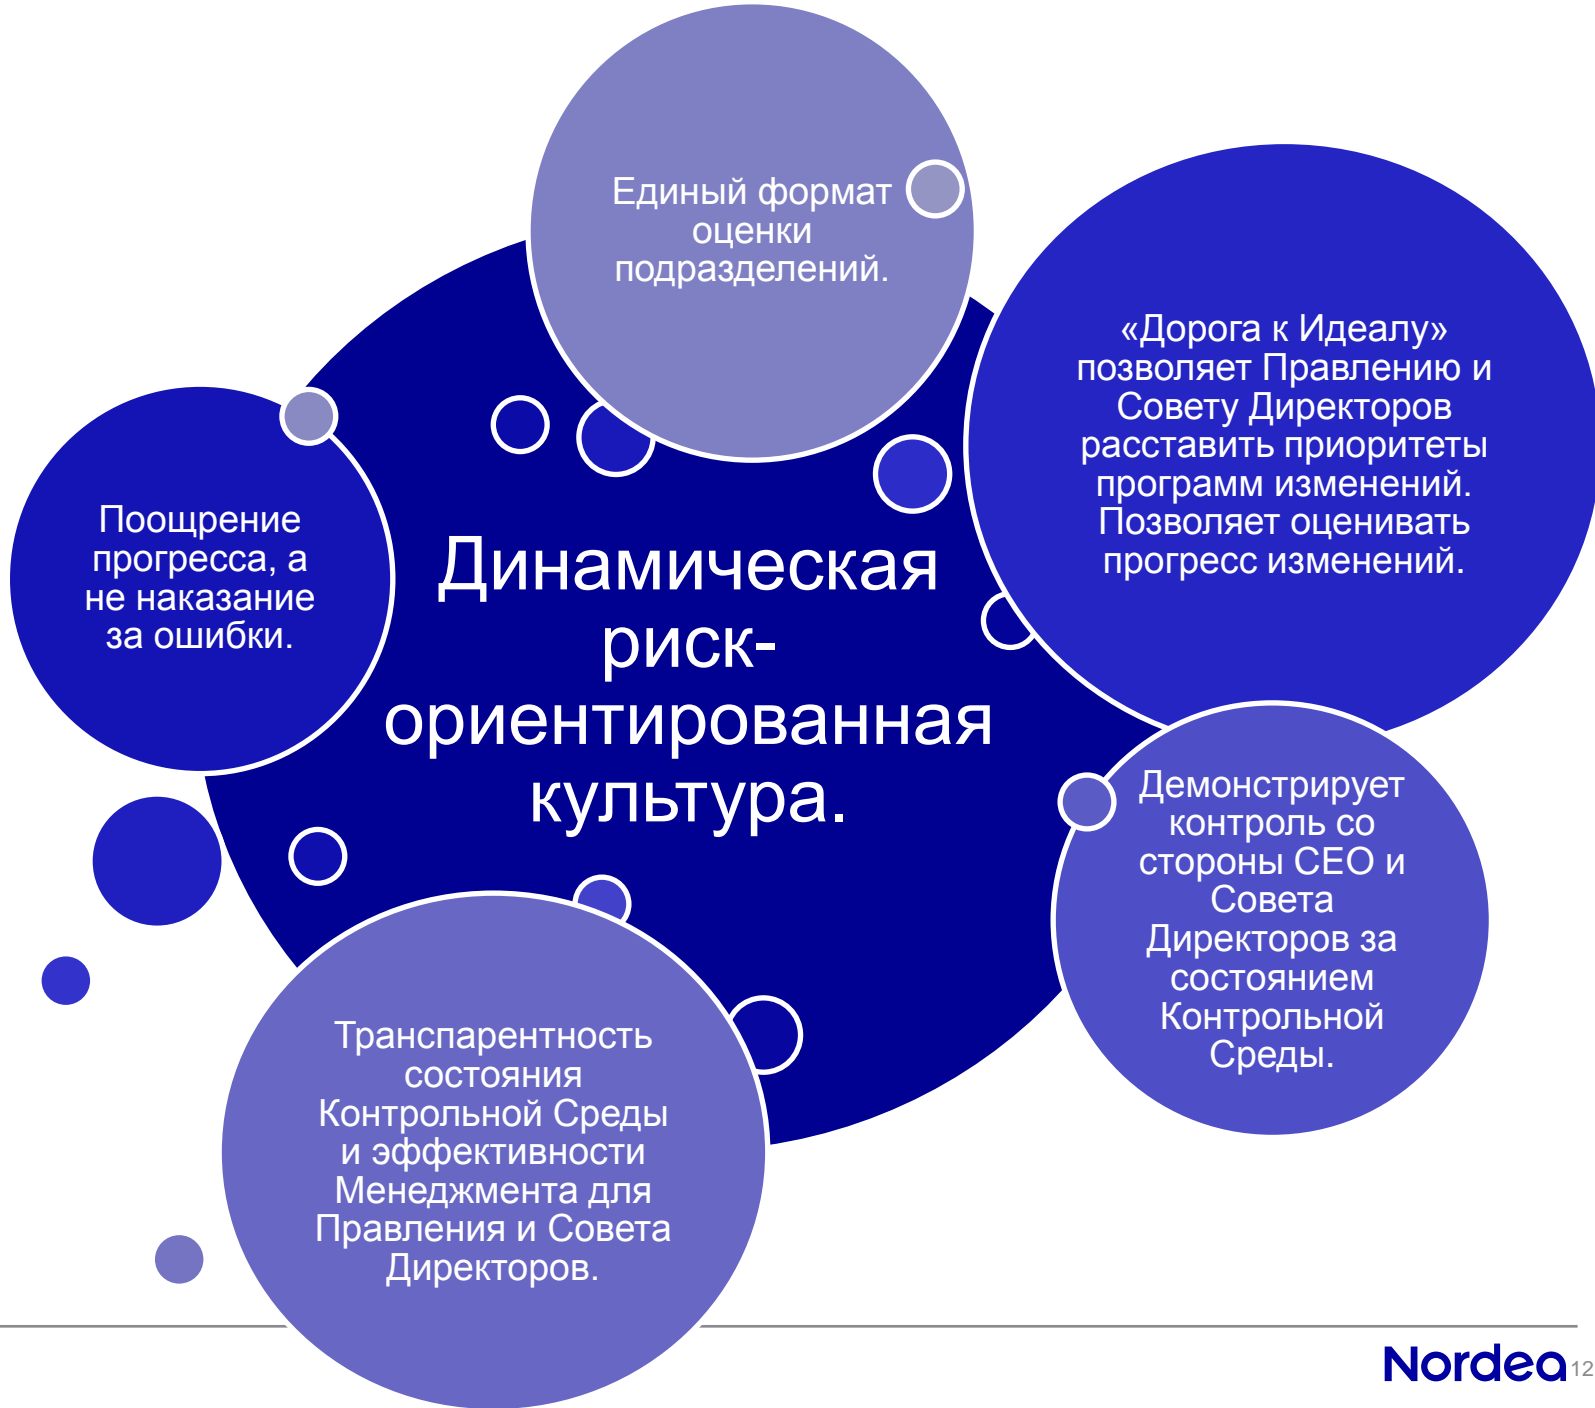 Единый формат
оценки
подразделений.
«Дорога к Идеалу»
позволяет Правлению и
Совету Директоров
расставить приоритеты
программ изменений.
Позволяет оценивать
прогресс изменений.
Поощрение
прогресса, а
не наказание
за ошибки.
Динамическая
риск-
ориентированная
культура.
Демонстрирует
контроль со
стороны CEO и
Совета
Директоров за
состоянием
Контрольной
Среды.
Транспарентность
состояния
Контрольной Среды
и эффективности
Менеджмента для
Правления и Совета
Директоров.
Nordea 12